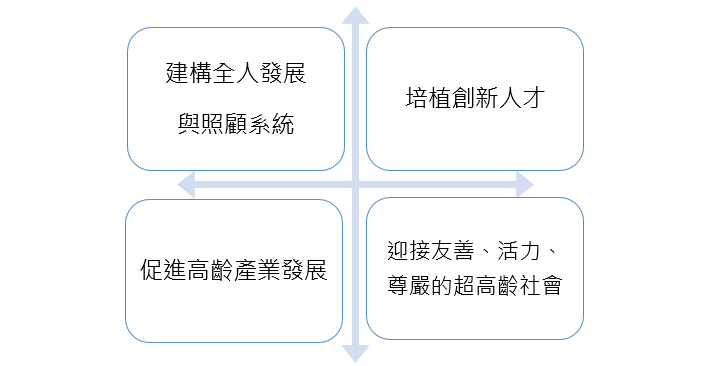 建構全人發展
與照顧系統
培植創新人才
促進高齡產業發展
迎接友善、活力、
尊嚴的超高齡社會